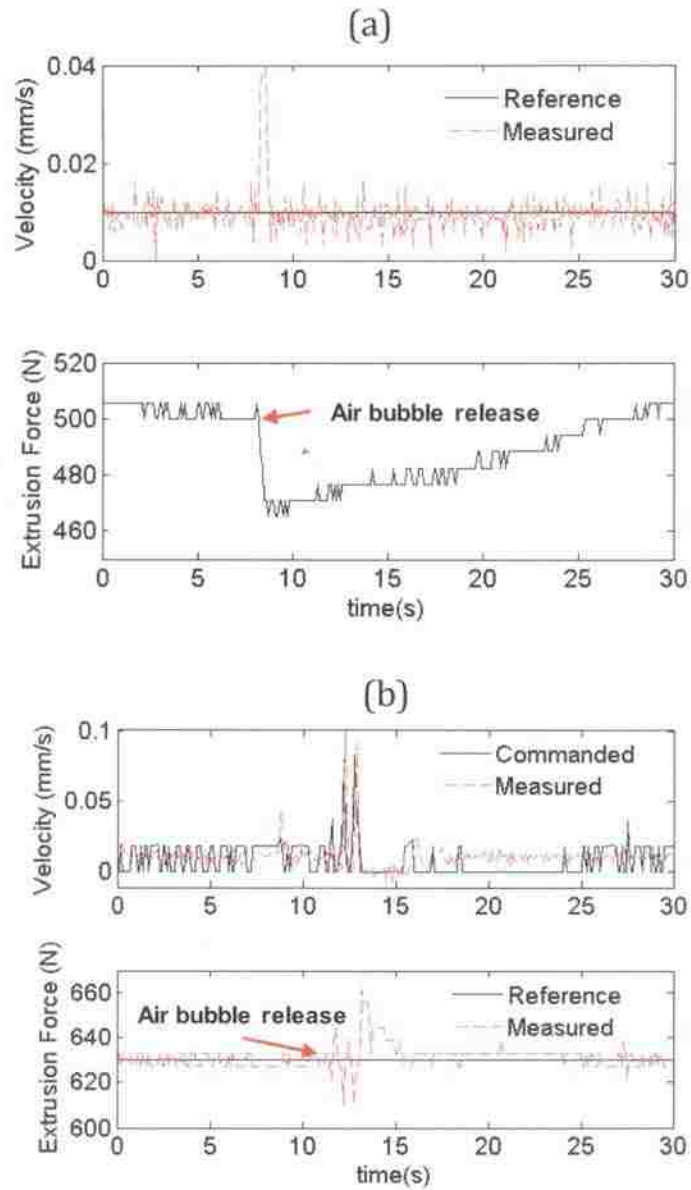 (a)
Velocity (mm/s)
0.04
0.02
0
Reference
Measured
0 5 10 15 20 25 30
Extrusion Force (N)
520
500
480
460
Air bubble release
0 5 10 15 20 25 30
time(s)
(b)
Velocity (mm/s)
0.1
0.05
0
Commanded
Measured
0 5 10 15 20 25 30
Extrusion Force (N)
660
640
620
600
Air bubble release
Reference
Measured
0 5 10 15 20 25 30
time(s)